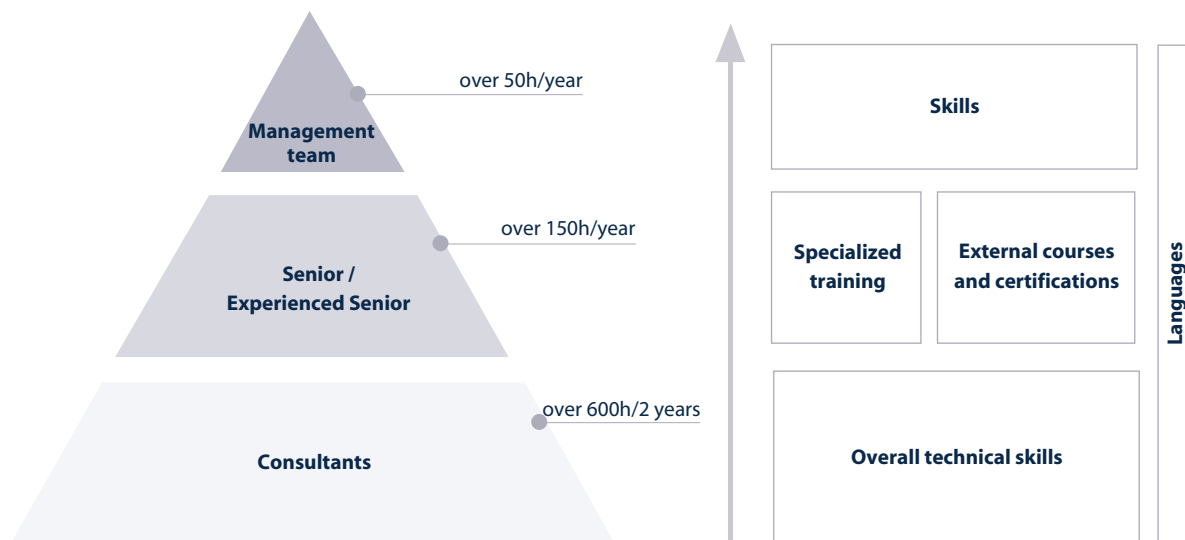 over 50h/year
Management
team
over 150h/year
Senior /
Experienced Senior
over 600h/2 years
Consultants
Skills
Specialized
training
External courses
and certifications
Overall technical skills
Languages